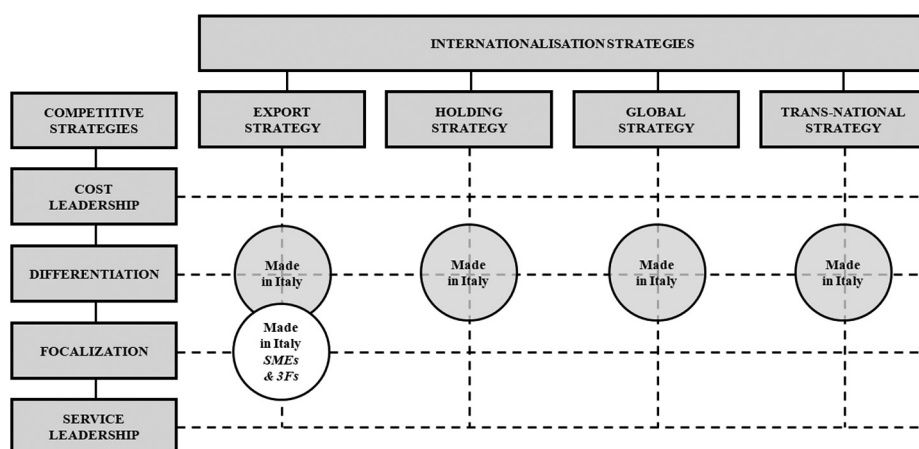 INTERNATIONALISATION STRATEGIES
COMPETITIVE
STRATEGIES
EXPORT
STRATEGY
HOLDING
STRATEGY
GLOBAL
STRATEGY
TRANS-NATIONAL
STRATEGY
COST
LEADERSHIP
DIFFERENTIATION
Made
in Italy
Made
in Italy
Made
in Italy
Made
in Italy
FOCALIZATION
Made
in Italy
SMEs
& 3Fs
SERVICE
LEADERSHIP